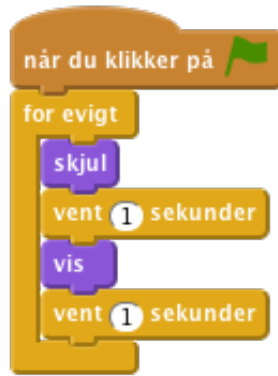 når du klikker på
for evigt
skjul
vent 1 sekunder
vis
vent 1 sekunder